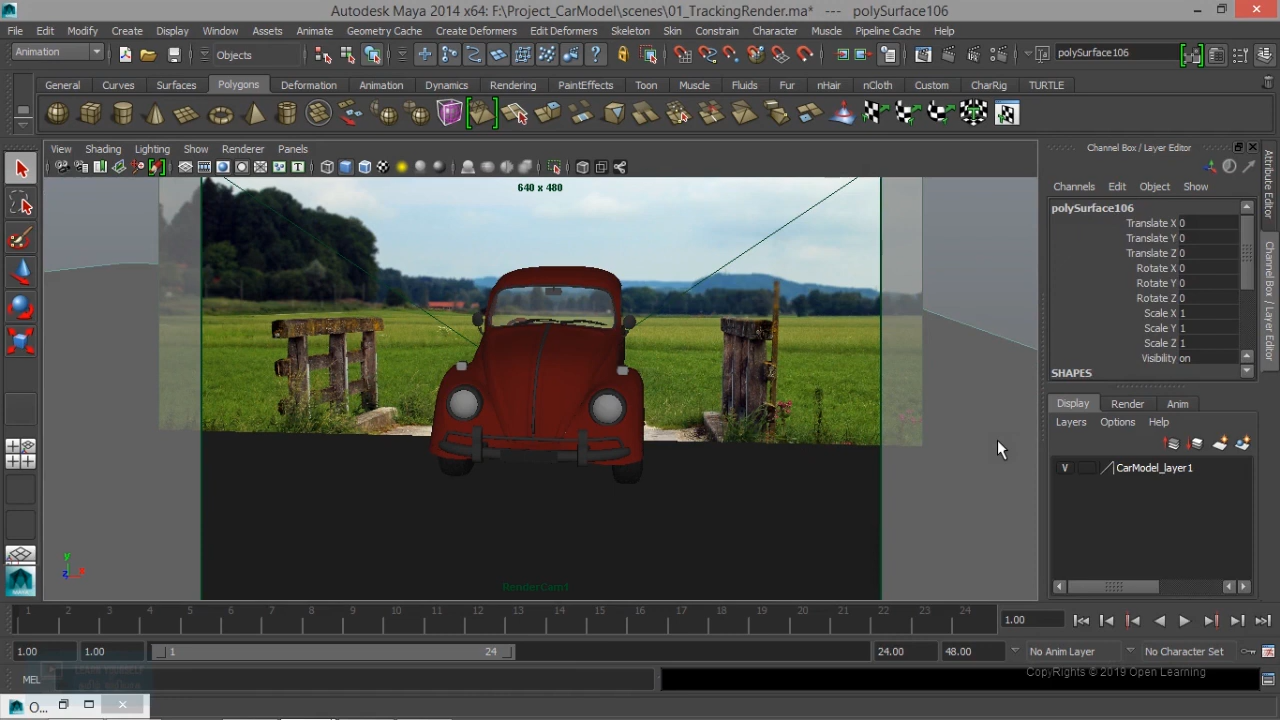 Autodesk Maya 2014 x64: F:\Project_CarModel\scenes\01_TrackingRender.ma* --- polySurface106
File Edit Modify Create Display Window Assets Animate Geometry Cache Create Deformers Edit Deformers Skeleton Skin Constrain Character Muscle Pipeline Cache Help
Animation Objects polySurface106
General Curves Surfaces Polygons Deformation Animation Dynamics Rendering PaintEffects Toon Muscle Fluids Fur nHair nCloth Custom CharRig TURTLE
View Shading Lighting Show Renderer Panels
640 x 480
RenderCam1
Channel Box / Layer Editor
Channels Edit Object Show
polySurface106
Translate X 0
Translate Y 0
Translate Z 0
Rotate X 0
Rotate Y 0
Rotate Z 0
Scale X 1
Scale Y 1
Scale Z 1
Visibility on
SHAPES
Display Render Anim
Layers Options Help
V CarModel_layer1
Attribute Editor
Channel Box / Layer Editor
1 2 3 4 5 6 7 8 9 10 11 12 13 14 15 16 17 18 19 20 21 22 23 24 1.00
1.00 1.00 1 24 24.00 48.00 No Anim Layer No Character Set
MEL
CopyRights © 2019 Open Learning
O...